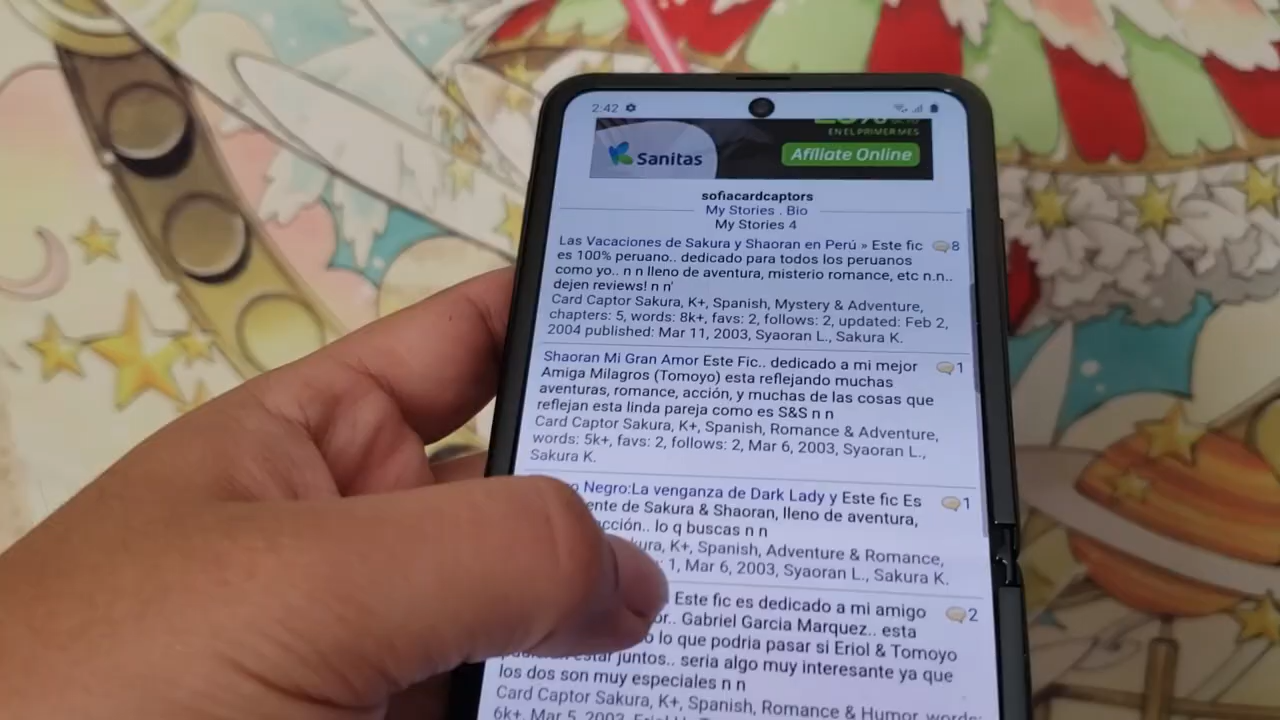 2:42
EN EL PRIMER MES
Sanitas
Afíliate Online
sofiacardcaptors
My Stories . Bio
My Stories 4
Las Vacaciones de Sakura y Shaoran en Perú » Este fic 8
es 100% peruano.. dedicado para todos los peruanos
como yo.. n n lleno de aventura, misterio romance, etc n.n..
dejen reviews! n n'
Card Captor Sakura, K+, Spanish, Mystery & Adventure,
chapters: 5, words: 8k+, favs: 2, follows: 2, updated: Feb 2,
2004 published: Mar 11, 2003, Syaoran L., Sakura K.
Shaoran Mi Gran Amor Este Fic.. dedicado a mi mejor 1
Amiga Milagros (Tomoyo) esta reflejando muchas
aventuras, romance, acción, y muchas de las cosas que
reflejan esta linda pareja como es S&S n n
Card Captor Sakura, K+, Spanish, Romance & Adventure,
words: 5k+, favs: 2, follows: 2, Mar 6, 2003, Syaoran L.,
Sakura K.
Negro:La venganza de Dark Lady y Este fic Es 1
de Sakura & Shaoran, lleno de aventura,
acción.. lo q buscas n n
K+, Spanish, Adventure & Romance,
1, Mar 6, 2003, Syaoran L., Sakura K.
Este fic es dedicado a mi amigo 2
Gabriel Garcia Marquez.. esta
lo que podria pasar si Eriol & Tomoyo
estar juntos.. seria algo muy interesante ya que
los dos son muy especiales n n
Card Captor Sakura, K+, Spanish, Romance & Humor, words:
6k+, Mar 5, 2003,